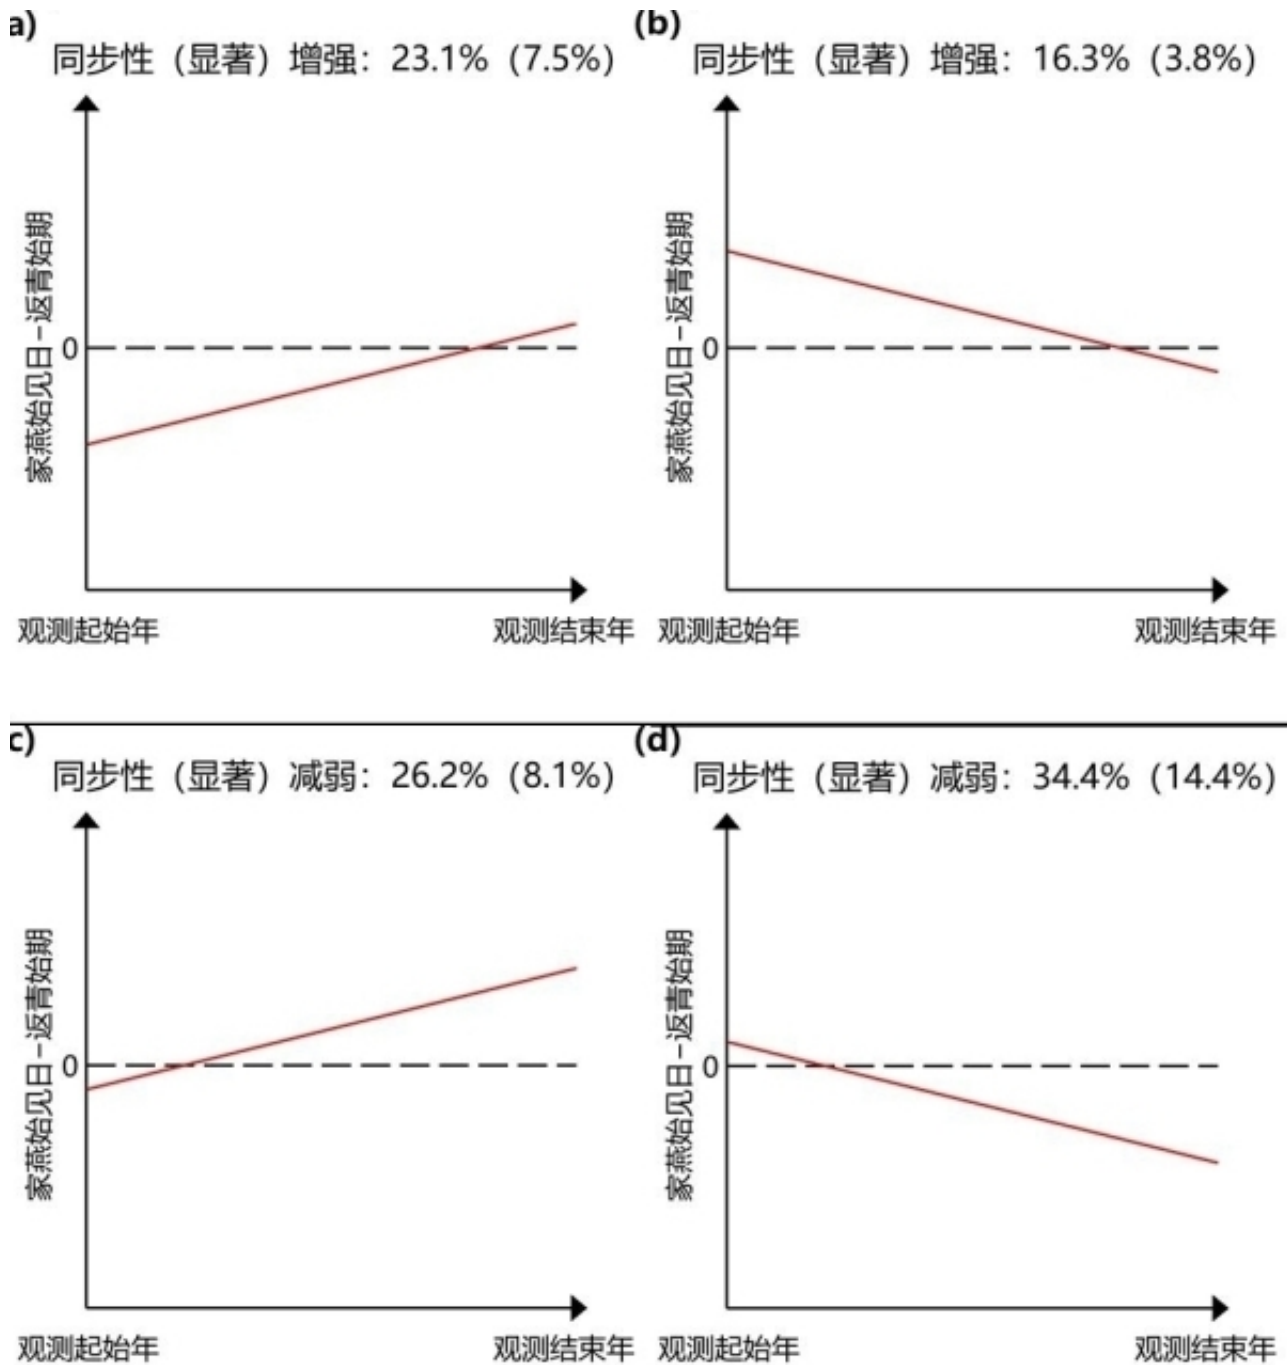 a)
同步性（显著）增强：23.1%（7.5%）
家燕始见日－返青始期
0
观测起始年
观测结束年
(b)
同步性（显著）增强：16.3%（3.8%）
家燕始见日－返青始期
0
观测起始年
观测结束年
c)
同步性（显著）减弱：26.2%（8.1%）
家燕始见日－返青始期
0
观测起始年
观测结束年
(d)
同步性（显著）减弱：34.4%（14.4%）
家燕始见日－返青始期
0
观测起始年
观测结束年